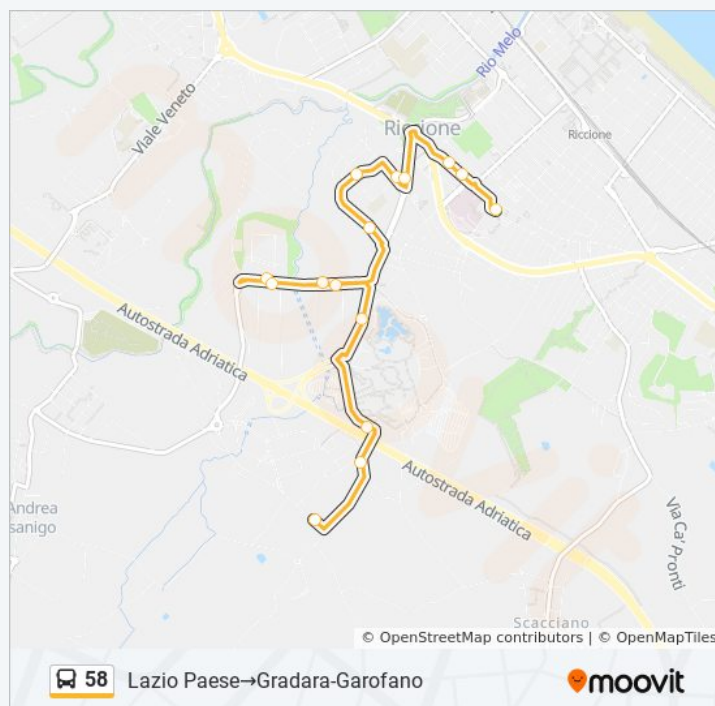 Rio Melo
Viale Veneto
Riccione
Riccione
Autostrada Adriatica
Autostrada Adriatica
Andrea
sanigo
Via Ca' Pronti
Scacciano
© OpenStreetMap contributors | © OpenMapTiles
58 Lazio Paese→Gradara-Garofano
moovit